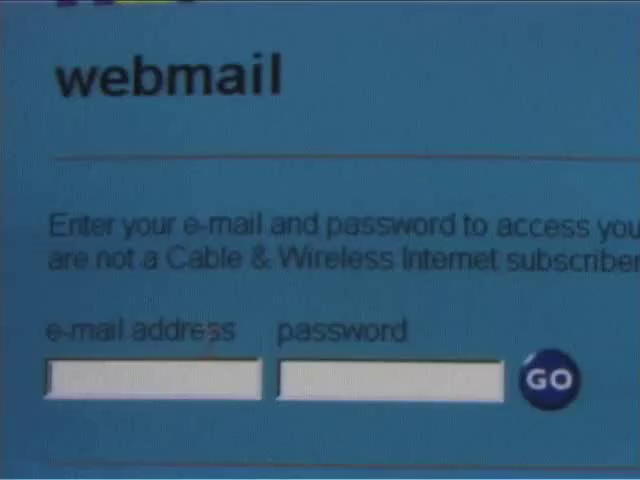 webmail
Enter your e-mail and password to access you
are not a Cable & Wireless Internet subscriber
e-mail address password
GO